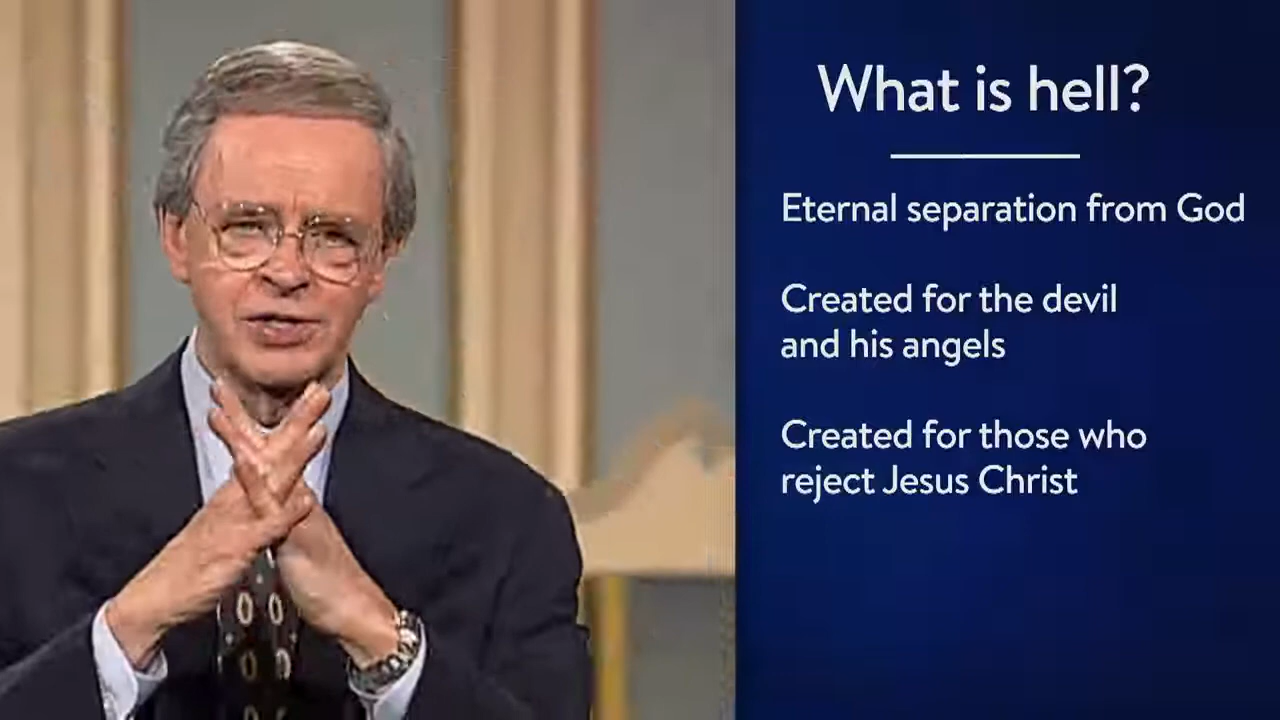 What is hell?
Eternal separation from God
Created for the devil
and his angels
Created for those who
reject Jesus Christ